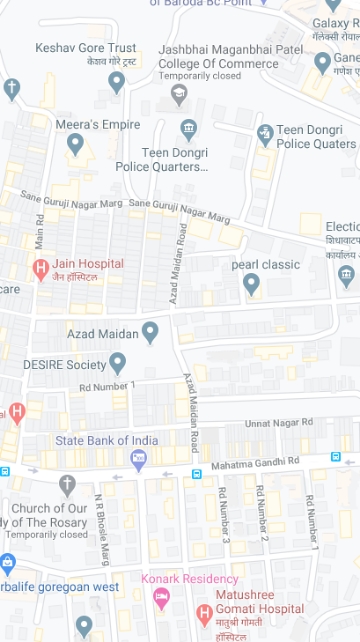 of Baroda Bc Point
Galaxy R
Keshav Gore Trust
केशव गोरे ट्रस्ट
Jashbhai Maganbhai Patel
College Of Commerce
Temporarily closed
Gane
गणेश
Meera's Empire
Teen Dongri
Police Quaters
Teen Dongri
Police Quarters...
Sane Guruji Nagar Marg
Sane Guruji Nagar Marg
Main Rd
Azad Maidan Road
Electio
Jain Hospital
जैन हॉस्पिटल
pearl classic
care
Azad Maidan
DESIRE Society
Rd Number 1
Azad Maidan Road
al
Unnat Nagar Rd
State Bank of India
Mahatma Gandhi Rd
Church of Our
dy of The Rosary
Temporarily closed
N R Bhosle Marg
Rd Number 3
Rd Number 2
Rd Number 1
rbalife goregoan west
Konark Residency
Matushree
Gomati Hospital
मातुश्री गोमती
हॉस्पिटल